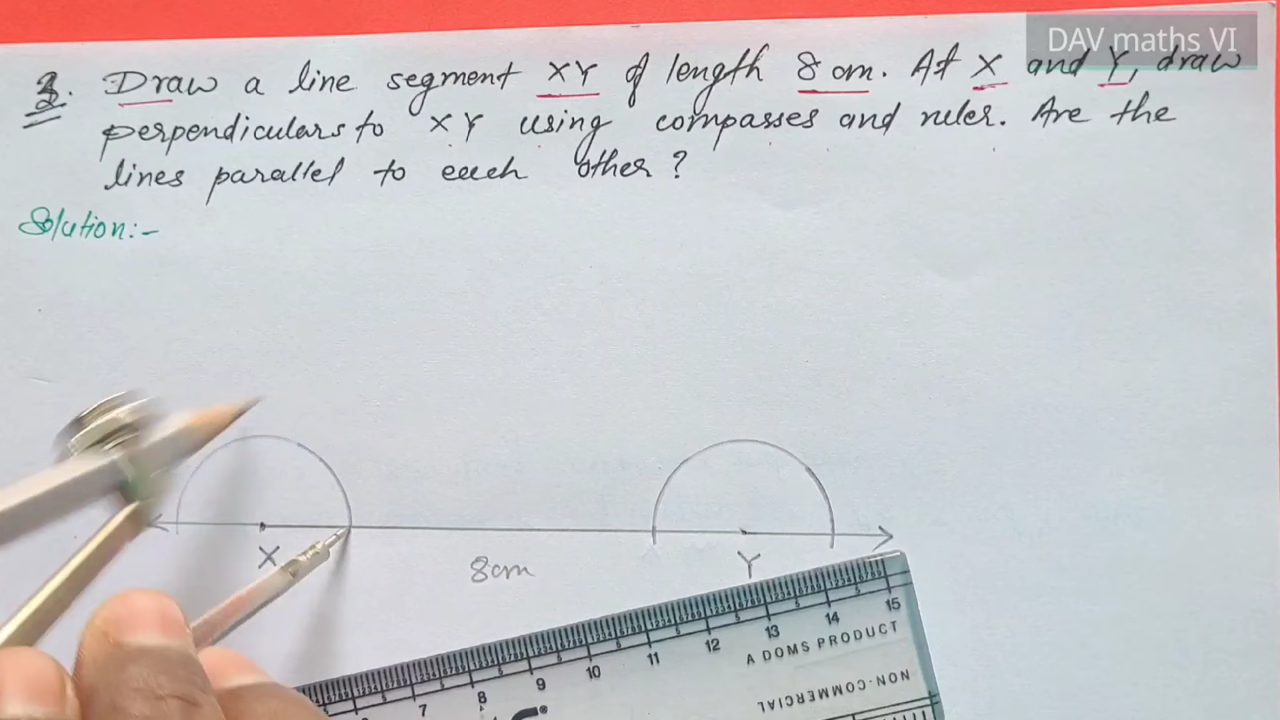 DAV maths VI
3. Draw a line segment XY of length 8 cm. At X and Y, draw
perpendiculars to XY using compasses and ruler. Are the
lines parallel to each other?
Solution:-
X
Y
8cm
7 8 9 10 11 12 13 14 15
A DOMS PRODUCT
NON-COMMERCIAL